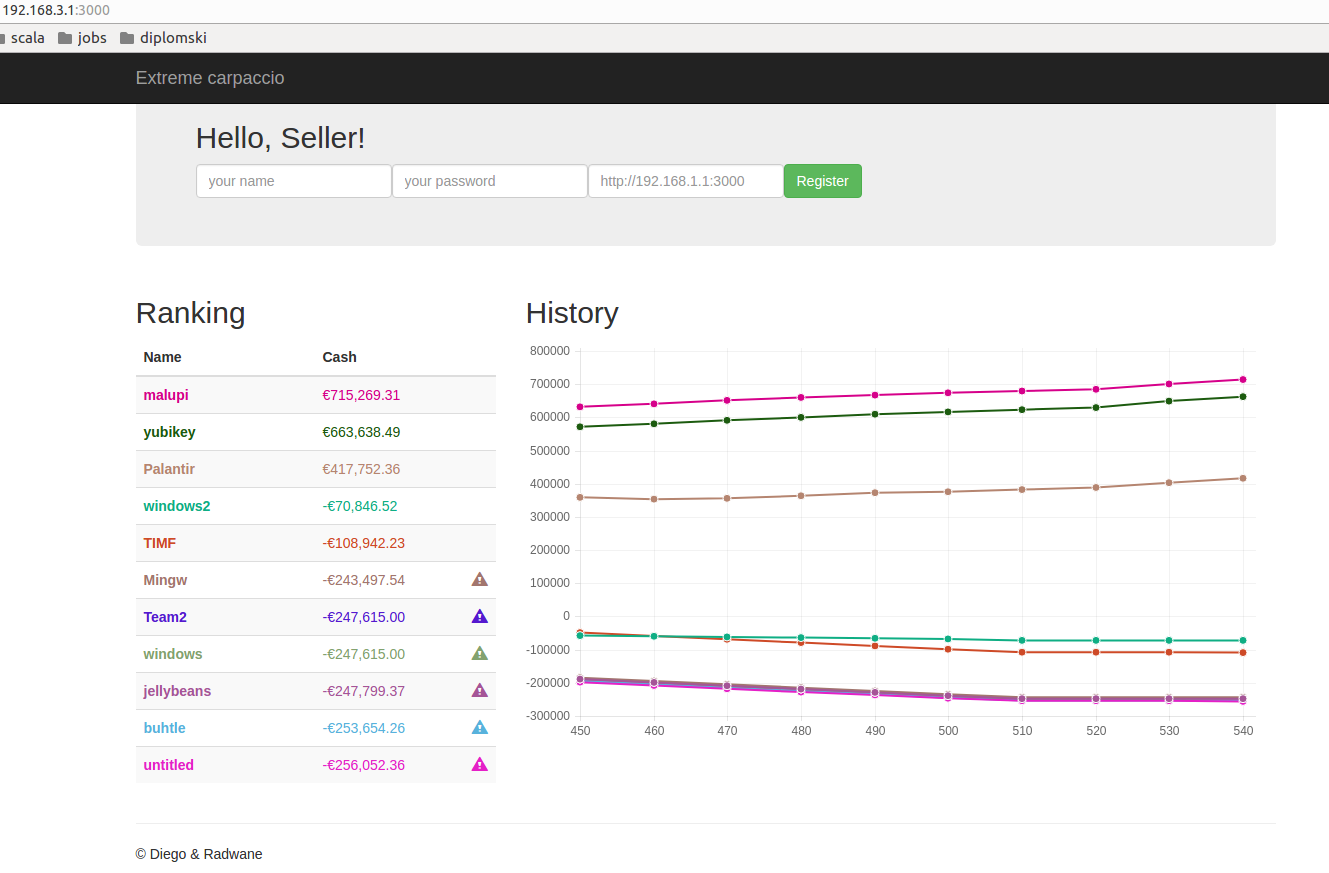 192.168.3.1:3000
scala jobs diplomski
Extreme carpaccio
Hello, Seller!
your name your password http://192.168.1.1:3000 Register
Ranking
Name Cash
malupi €715,269.31
yubikey €663,638.49
Palantir €417,752.36
windows2 -€70,846.52
TIMF -€108,942.23
Mingw -€243,497.54
Team2 -€247,615.00
windows -€247,615.00
jellybeans -€247,799.37
buhtle -€253,654.26
untitled -€256,052.36
History
800000
700000
600000
500000
400000
300000
200000
100000
0
-100000
-200000
-300000
450 460 470 480 490 500 510 520 530 540
© Diego & Radwane